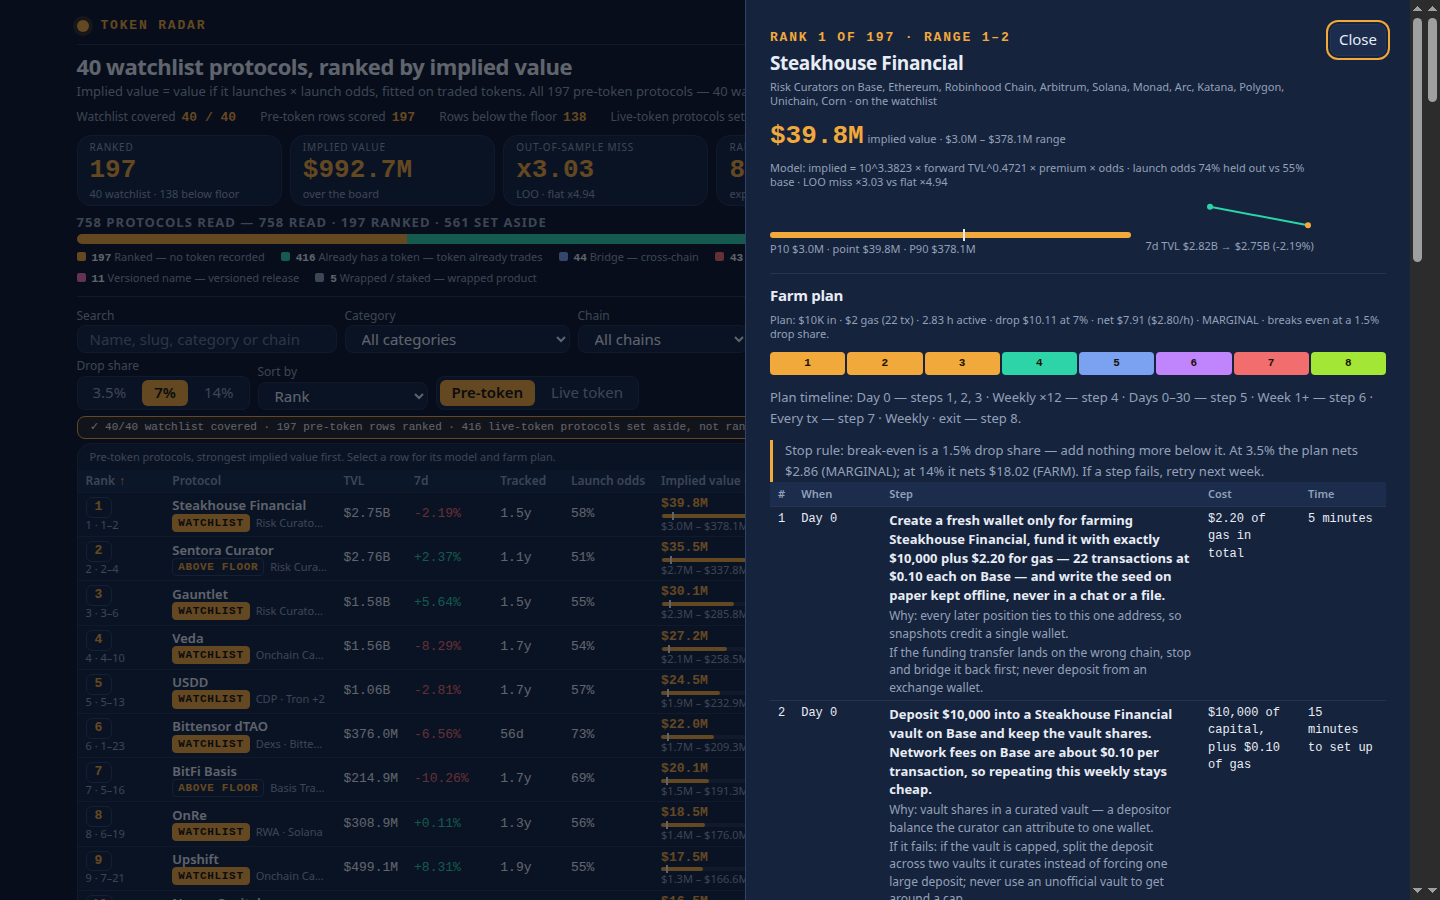 TOKEN RADAR
40 watchlist protocols, ranked by implied value
Implied value = value if it launches × launch odds, fitted on traded tokens. All 197 pre-token protocols — 40 wa
Watchlist covered 40 / 40 Pre-token rows scored 197 Rows below the floor 138 Live-token protocols set
RANKED
197
40 watchlist · 138 below floor
IMPLIED VALUE
$992.7M
over the board
OUT-OF-SAMPLE MISS
x3.03
LOO · flat x4.94
RA
8
exp
758 PROTOCOLS READ — 758 READ · 197 RANKED · 561 SET ASIDE
197 Ranked — no token recorded 416 Already has a token — token already trades 44 Bridge — cross-chain 43
11 Versioned name — versioned release 5 Wrapped / staked — wrapped product
Search Category Chain
Name, slug, category or chain All categories All chains
Drop share Sort by
3.5% 7% 14% Rank Pre-token Live token
✓ 40/40 watchlist covered · 197 pre-token rows ranked · 416 live-token protocols set aside, not ran
Pre-token protocols, strongest implied value first. Select a row for its model and farm plan.
Rank ↑ Protocol TVL 7d Tracked Launch odds Implied value
1 Steakhouse Financial $2.75B -2.19% 1.5y 58% $39.8M
1 · 1–2 WATCHLIST Risk Curato... $3.0M – $378.1M
2 Sentora Curator $2.76B +2.37% 1.1y 51% $35.5M
2 · 2–4 ABOVE FLOOR Risk Cura... $2.7M – $337.8M
3 Gauntlet $1.58B +5.64% 1.5y 55% $30.1M
3 · 3–6 WATCHLIST Risk Curato... $2.3M – $285.8M
4 Veda $1.56B -8.29% 1.7y 54% $27.2M
4 · 4–10 WATCHLIST Onchain Ca... $2.1M – $258.5M
5 USDD $1.06B -2.81% 1.7y 57% $24.5M
5 · 5–13 WATCHLIST CDP · Tron +2 $1.9M – $232.9M
6 Bittensor dTAO $376.0M -6.56% 56d 73% $22.0M
6 · 1–23 WATCHLIST Dexs · Bitte... $1.7M – $209.3M
7 BitFi Basis $214.9M -10.26% 1.7y 69% $20.1M
7 · 5–16 ABOVE FLOOR Basis Tra... $1.5M – $191.3M
8 OnRe $308.9M +0.11% 1.3y 56% $18.5M
8 · 6–19 WATCHLIST RWA · Solana $1.4M – $176.0M
9 Upshift $499.1M +8.31% 1.9y 55% $17.5M
9 · 7–21 WATCHLIST Onchain Ca... $1.3M – $166.6M
RANK 1 OF 197 · RANGE 1–2
Close
Steakhouse Financial
Risk Curators on Base, Ethereum, Robinhood Chain, Arbitrum, Solana, Monad, Arc, Katana, Polygon,
Unichain, Corn · on the watchlist
$39.8M implied value · $3.0M – $378.1M range
Model: implied = 10^3.3823 × forward TVL^0.4721 × premium × odds · launch odds 74% held out vs 55%
base · LOO miss ×3.03 vs flat ×4.94
P10 $3.0M · point $39.8M · P90 $378.1M
7d TVL $2.82B → $2.75B (-2.19%)
Farm plan
Plan: $10K in · $2 gas (22 tx) · 2.83 h active · drop $10.11 at 7% · net $7.91 ($2.80/h) · MARGINAL · breaks even at a 1.5%
drop share.
1 2 3 4 5 6 7 8
Plan timeline: Day 0 — steps 1, 2, 3 · Weekly ×12 — step 4 · Days 0–30 — step 5 · Week 1+ — step 6 ·
Every tx — step 7 · Weekly · exit — step 8.
Stop rule: break-even is a 1.5% drop share — add nothing more below it. At 3.5% the plan nets
$2.86 (MARGINAL); at 14% it nets $18.02 (FARM). If a step fails, retry next week.
# When Step Cost Time
1 Day 0
Create a fresh wallet only for farming
Steakhouse Financial, fund it with exactly
$10,000 plus $2.20 for gas — 22 transactions at
$0.10 each on Base — and write the seed on
paper kept offline, never in a chat or a file.
Why: every later position ties to this one address, so
snapshots credit a single wallet.
If the funding transfer lands on the wrong chain, stop
and bridge it back first; never deposit from an
exchange wallet.
$2.20 of
gas in
total
5 minutes
2 Day 0
Deposit $10,000 into a Steakhouse Financial
vault on Base and keep the vault shares.
Network fees on Base are about $0.10 per
transaction, so repeating this weekly stays
cheap.
Why: vault shares in a curated vault — a depositor
balance the curator can attribute to one wallet.
If it fails: if the vault is capped, split the deposit
across two vaults it curates instead of forcing one
large deposit; never use an unofficial vault to get
around a cap.
$10,000 of
capital,
plus $0.10
of gas
15
minutes
to set up